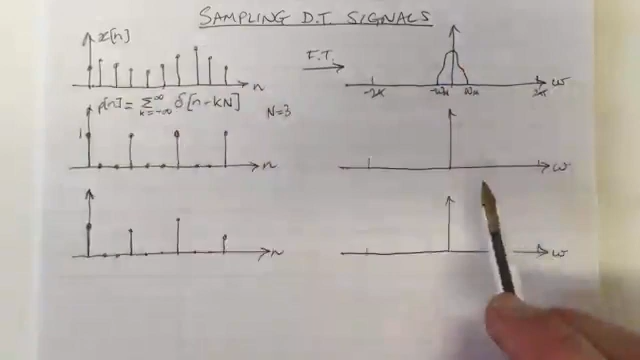 SAMPLING D.T. SIGNALS
x[n]
n
F.T.
-2π -ωm ωm 2π ω
p[n] = ∑ k=-∞ ∞ δ[n-kN] N=3
1
n
ω
n
ω